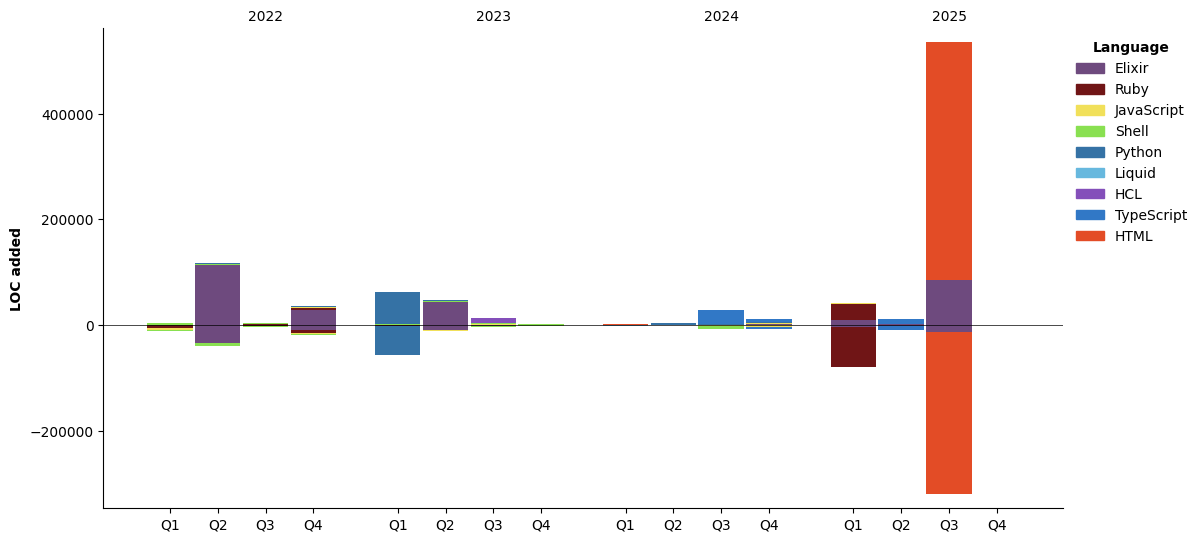 2022 2023 2024 2025
Language
Elixir
Ruby
JavaScript
Shell
Python
Liquid
HCL
TypeScript
HTML
LOC added
400000
200000
0
−200000
Q1 Q2 Q3 Q4 Q1 Q2 Q3 Q4 Q1 Q2 Q3 Q4 Q1 Q2 Q3 Q4